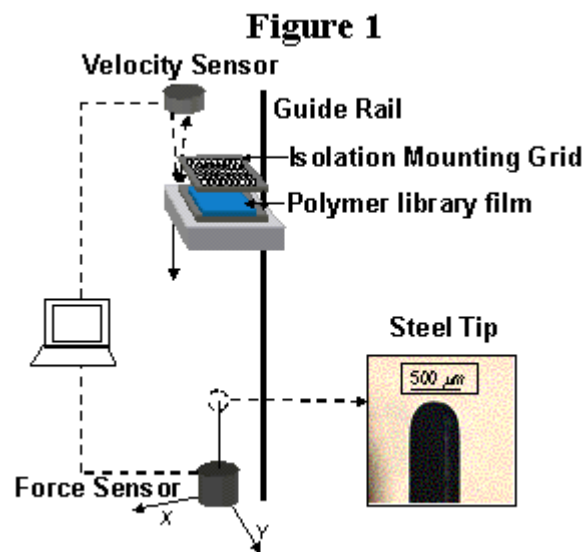 Figure 1
Velocity Sensor
Guide Rail
Isolation Mounting Grid
Polymer library film
Steel Tip
500 μm
Force Sensor
X
Y